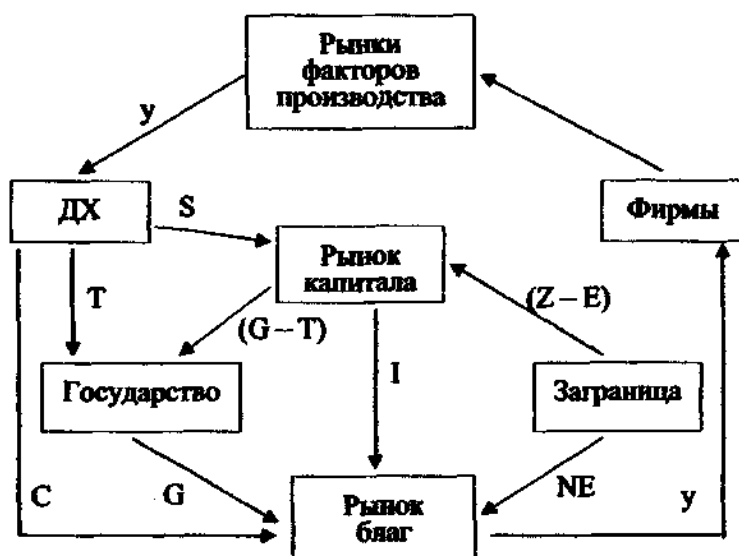 Рынки
факторов
производства
y
ДХ
S
Фирмы
Рынок
капитала
T
(G – T)
(Z – E)
Государство
I
Заграница
C
G
NE
y
Рынок
благ